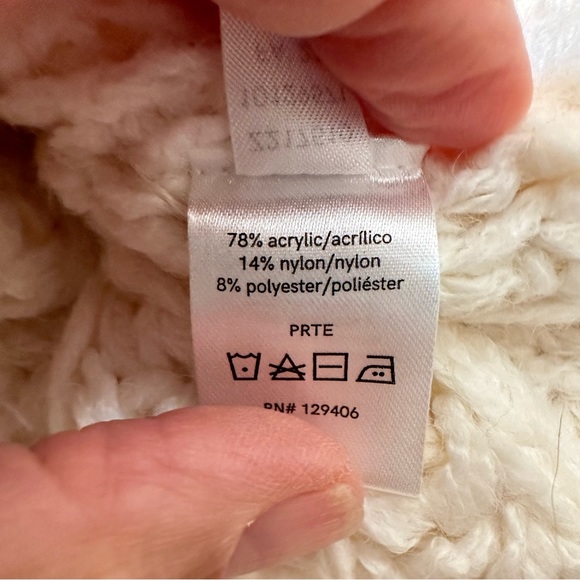 78% acrylic/acrílico
14% nylon/nylon
8% polyester/poliéster
PRTE
RN# 129406